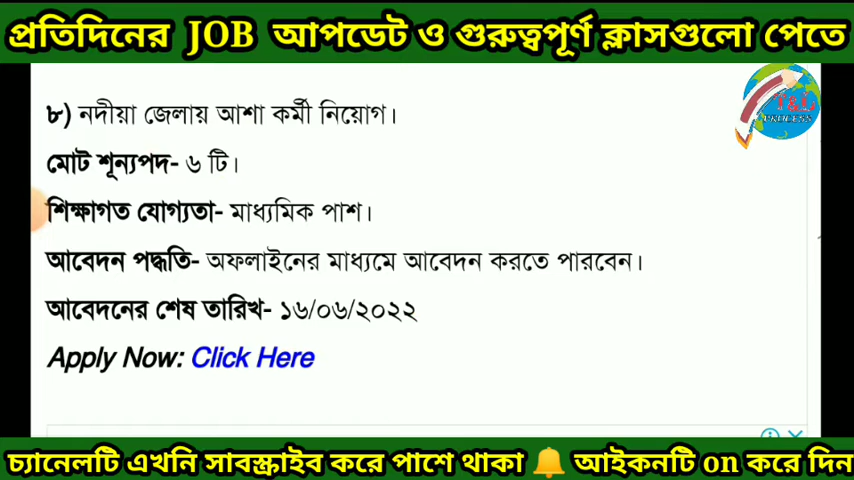 প্রতিদিনের JOB আপডেট ও গুরুত্বপূর্ণ ক্লাসগুলো পেতে
T&L
PROCESS
৮) নদীয়া জেলায় আশা কর্মী নিয়োগ।
মোট শূন্যপদ- ৬ টি।
শিক্ষাগত যোগ্যতা- মাধ্যমিক পাশ।
আবেদন পদ্ধতি- অফলাইনের মাধ্যমে আবেদন করতে পারবেন।
আবেদনের শেষ তারিখ- ১৬/০৬/২০২২
Apply Now: Click Here
চ্যানেলটি এখনি সাবস্ক্রাইব করে পাশে থাকা 🔔 আইকনটি on করে দিন